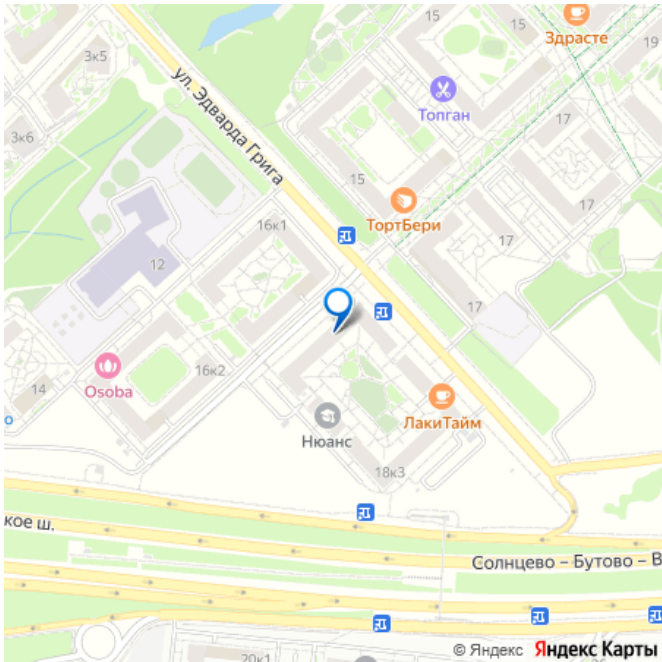 15
15
Здрасте
3к5
17
Топган
3к6
ул. Эдварда Грига
17
15
ТортБери
16к1
17
12
17
16к2
Osoba
14
о
ЛакиТайм
Нюанс
18к3
кое ш.
Солнцево – Бутово – В
20к1
© Яндекс Яндекс Карты